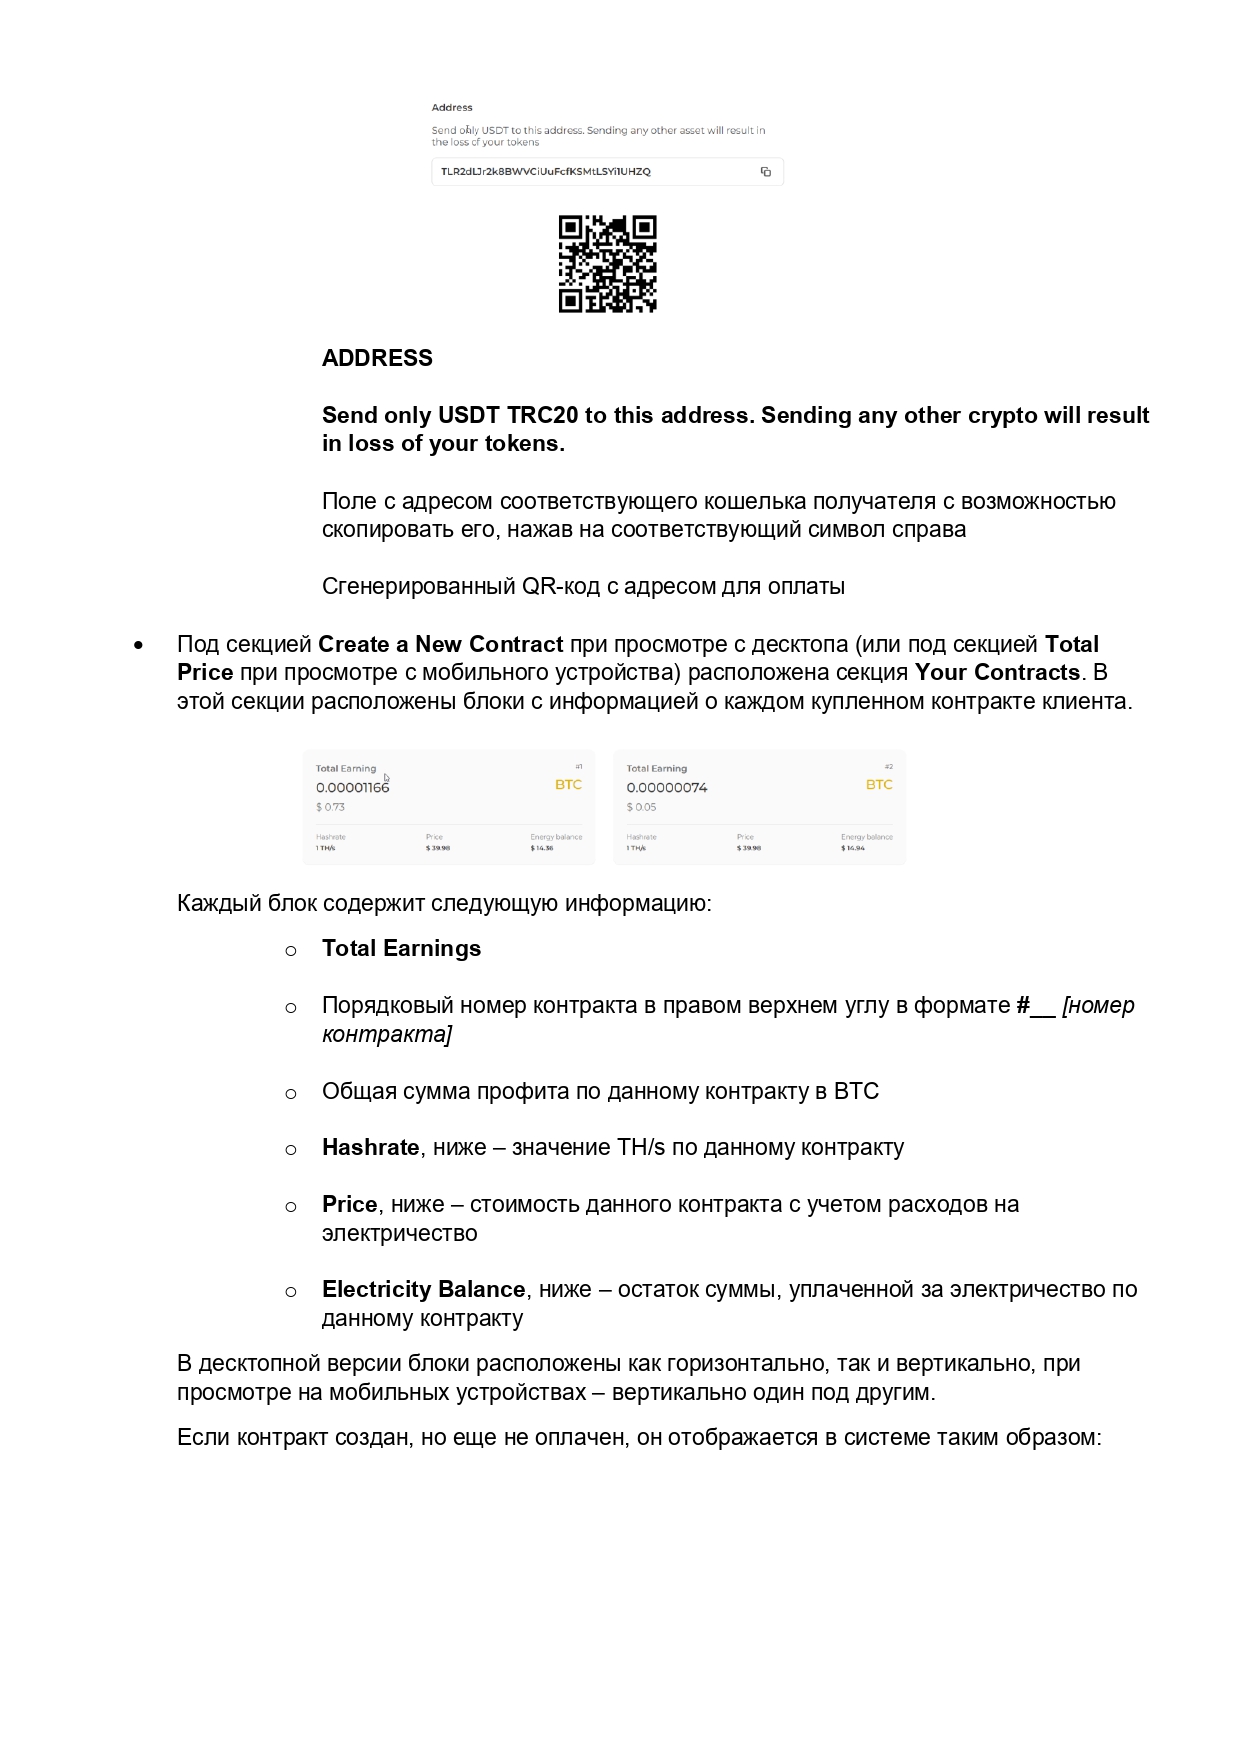 Address
Send only USDT to this address. Sending any other asset will result in
the loss of your tokens
TLR2dLJr2k8BWVCiUuFcfKSMtLSYi1UHZQ
ADDRESS
Send only USDT TRC20 to this address. Sending any other crypto will result
in loss of your tokens.
Поле с адресом соответствующего кошелька получателя с возможностью
скопировать его, нажав на соответствующий символ справа
Сгенерированный QR-код с адресом для оплаты
• Под секцией Create a New Contract при просмотре с десктопа (или под секцией Total
Price при просмотре с мобильного устройства) расположена секция Your Contracts. В
этой секции расположены блоки с информацией о каждом купленном контракте клиента.
Total Earning #1
0.00001166 BTC
$ 0.73
Hashrate Price Energy balance
1 TH/s $ 39.98 $ 14.36
Total Earning #2
0.00000074 BTC
$ 0.05
Hashrate Price Energy balance
1 TH/s $ 39.98 $ 14.94
Каждый блок содержит следующую информацию:
o Total Earnings
o Порядковый номер контракта в правом верхнем углу в формате #__ [номер
контракта]
o Общая сумма профита по данному контракту в BTC
o Hashrate, ниже – значение TH/s по данному контракту
o Price, ниже – стоимость данного контракта с учетом расходов на
электричество
o Electricity Balance, ниже – остаток суммы, уплаченной за электричество по
данному контракту
В десктопной версии блоки расположены как горизонтально, так и вертикально, при
просмотре на мобильных устройствах – вертикально один под другим.
Если контракт создан, но еще не оплачен, он отображается в системе таким образом: